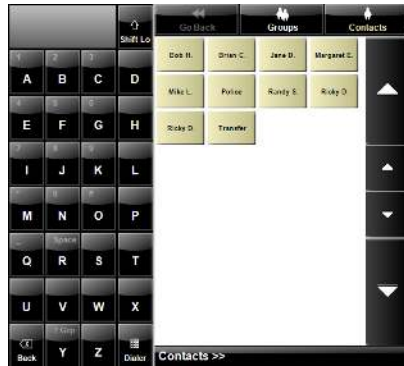 Shift Lo
Go Back
Groups
Contacts
A B C D
E F G H
I J K L
M N O P
Space
Q R S T
U V W X
Back Y Z Dialer
Bob H. Brian C. Jane D. Margaret E.
Mike L. Police Randy S. Ricky D
Ricky D Transfer
Contacts >>